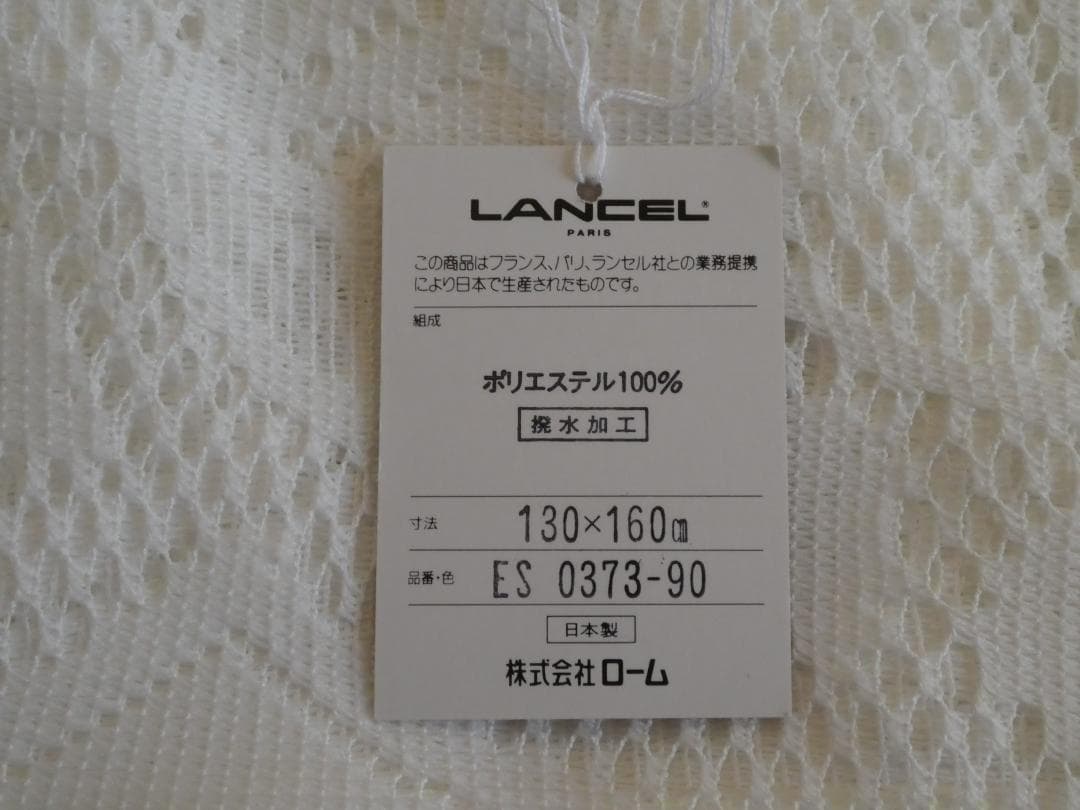 LANCEL®
PARIS
この商品はフランス、パリ、ランセル社との業務提携
により日本で生産されたものです。
組成
ポリエステル100%
撥水加工
寸法 130×160㎝
品番・色 ES 0373-90
日本製
株式会社ローム